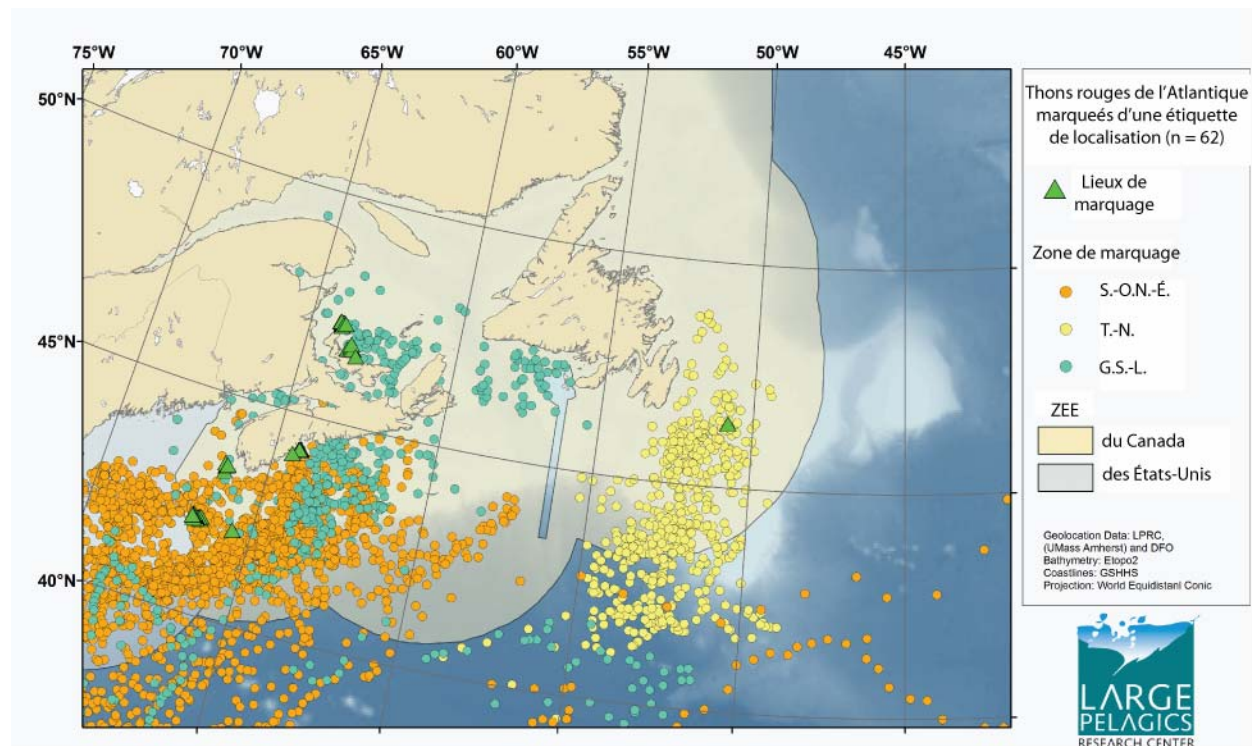 75°W 70°W 65°W 60°W 55°W 50°W 45°W
50°N
45°N
40°N
Thons rouges de l'Atlantique
marqueés d'une étiquette
de localisation (n = 62)
Lieux de
marquage
Zone de marquage
S.-O.N.-É.
T.-N.
G.S.-L.
ZEE
du Canada
des États-Unis
Geolocation Data: LPRC,
(UMass Amherst) and DFO
Bathymetry: Etopo2
Coastlines: GSHHS
Projection: World Equidistanl Conic
LARGE
PELAGICS
RESEARCH CENTER